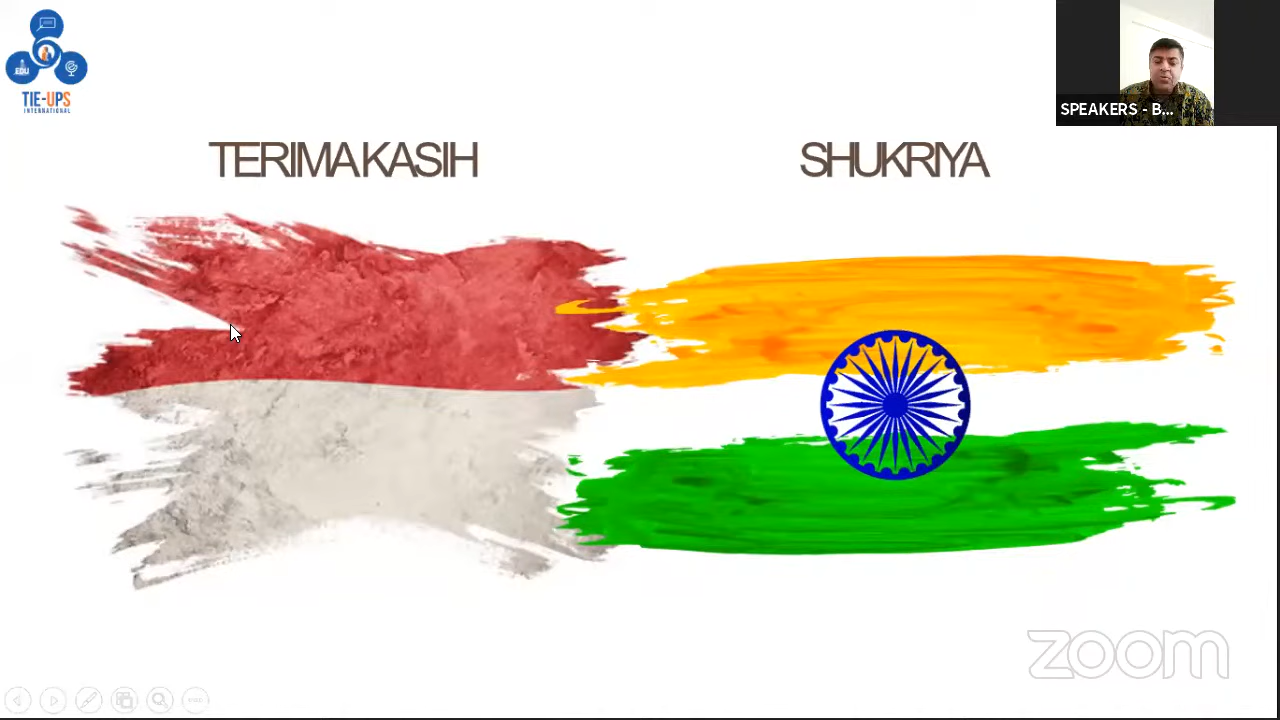 EDU
TIE-UPS
INTERNATIONAL
SPEAKERS - B...
TERIMA KASIH
SHUKRIYA
zoom